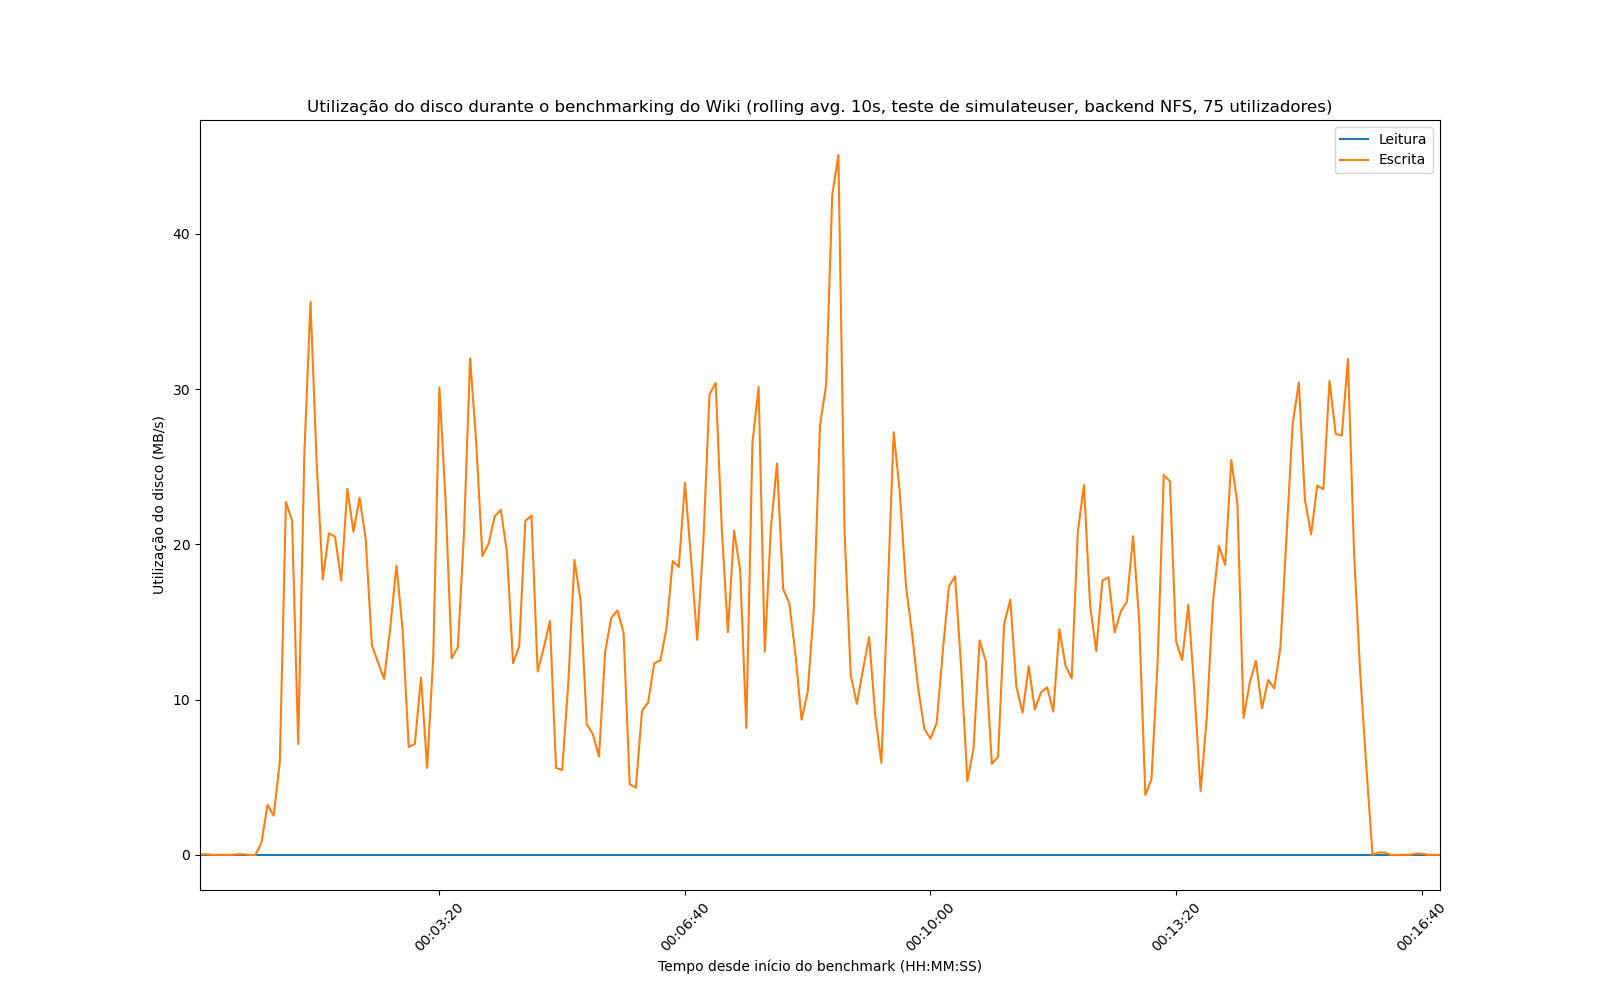 Utilização do disco durante o benchmarking do Wiki (rolling avg. 10s, teste de simulateuser, backend NFS, 75 utilizadores)
Leitura
Escrita
Utilização do disco (MB/s)
40
30
20
10
0
00:03:20
00:06:40
00:10:00
00:13:20
00:16:40
Tempo desde início do benchmark (HH:MM:SS)